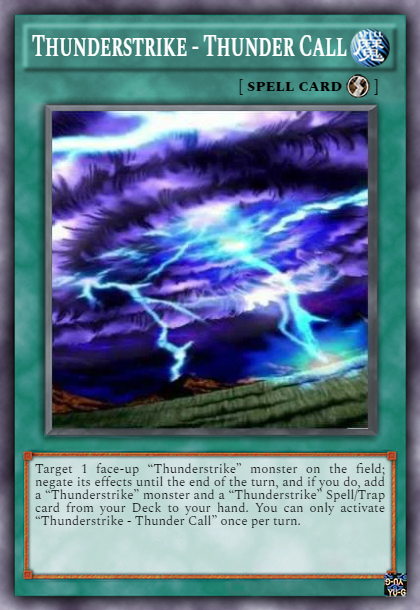 Thunderstrike - Thunder Call
[ SPELL CARD ]
Target 1 face-up “Thunderstrike” monster on the field;
negate its effects until the end of the turn, and if you do, add
a “Thunderstrike” monster and a “Thunderstrike” Spell/Trap
card from your Deck to your hand. You can only activate
“Thunderstrike - Thunder Call” once per turn.